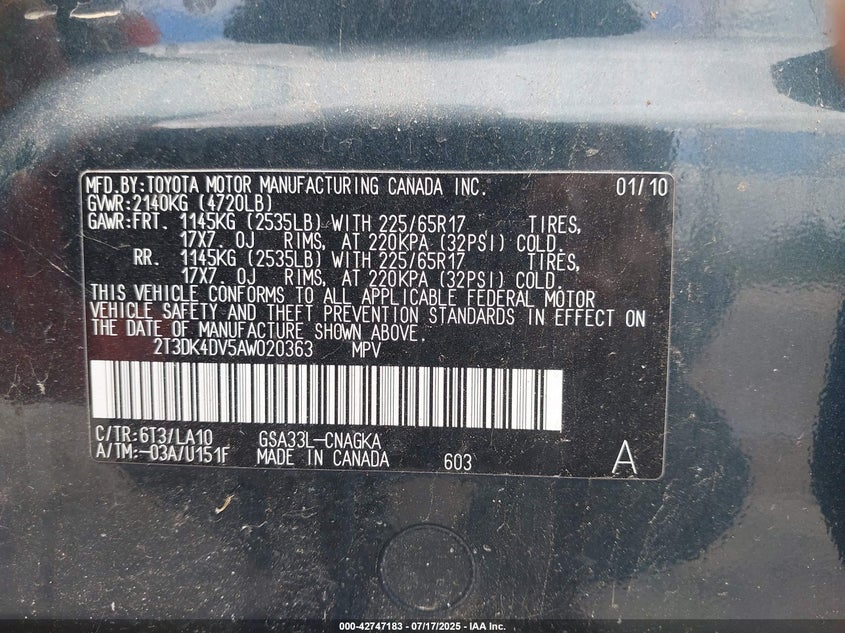 MFD.BY:TOYOTA MOTOR MANUFACTURING CANADA INC. 01/10
GVWR:2140KG (4720LB)
GAWR:FRT. 1145KG (2535LB) WITH 225/65R17 TIRES,
17X7 0J RIMS, AT 220KPA (32PSI) COLD.
RR. 1145KG (2535LB) WITH 225/65R17 TIRES,
17X7 0J RIMS, AT 220KPA (32PSI) COLD.
THIS VEHICLE CONFORMS TO ALL APPLICABLE FEDERAL MOTOR
VEHICLE SAFETY AND THEFT PREVENTION STANDARDS IN EFFECT ON
THE DATE OF MANUFACTURE SHOWN ABOVE.
2T3DK4DV5AW020363 MPV
C/TR:6T3/LA10 GSA33L-CNAGKA
A/TM:-03A/U151F MADE IN CANADA 603 A
000-42747183 - 07/17/2025 - IAA Inc.